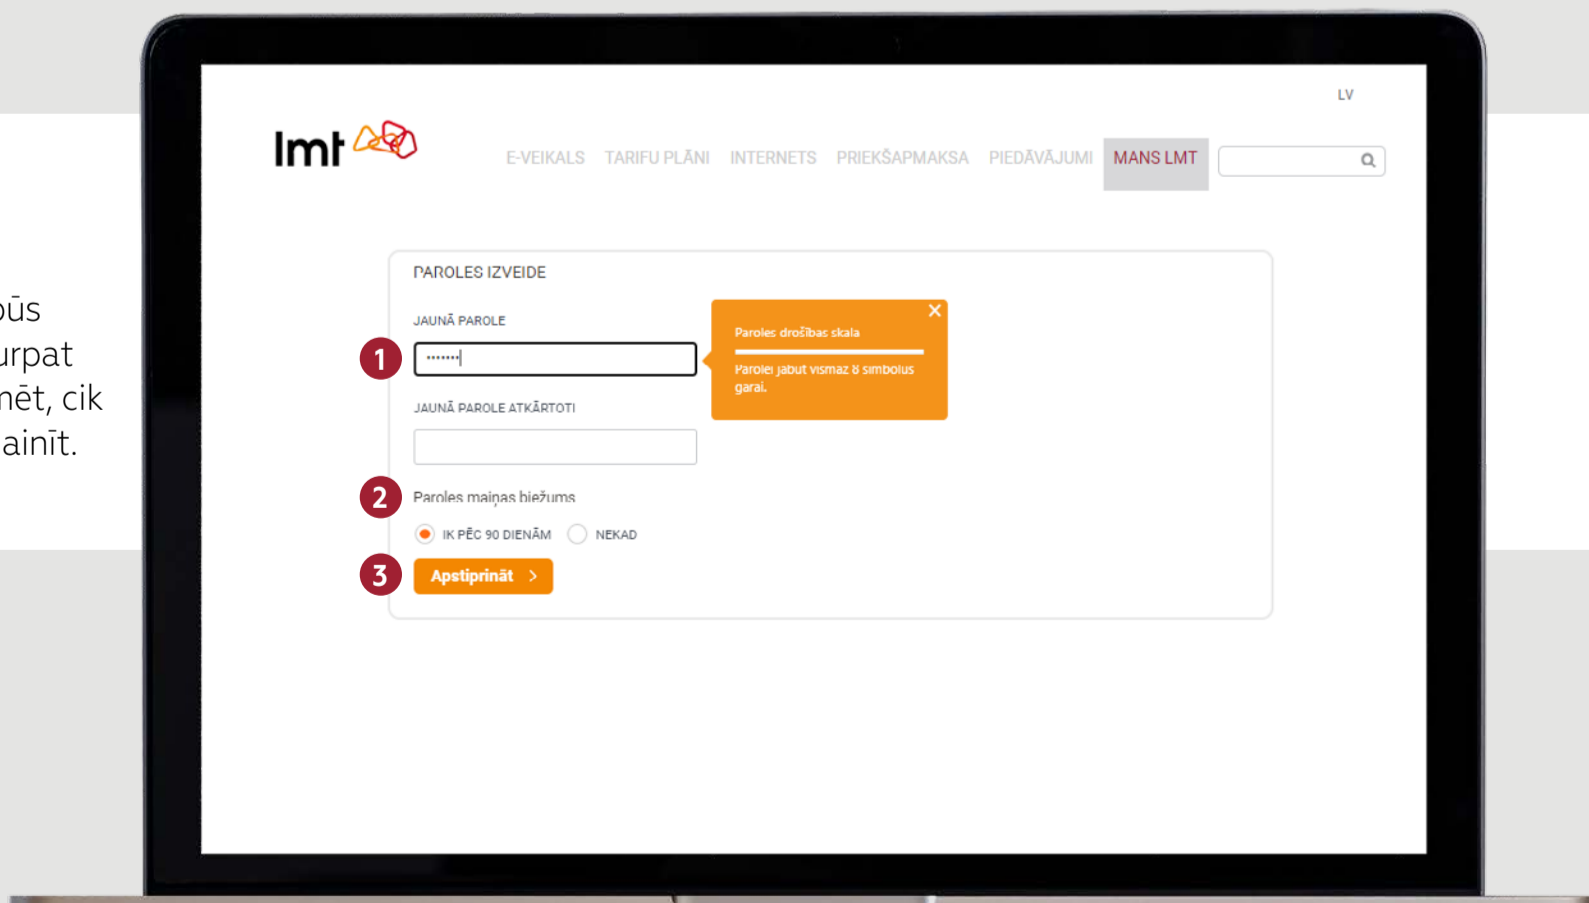 LV
lmt
E-VEIKALS TARIFU PLĀNI INTERNETS PRIEKŠAPMAKSA PIEDĀVĀJUMI MANS LMT
PAROLES IZVEIDE
JAUNĀ PAROLE
1
Paroles drošības skala
Parolei jābūt vismaz 8 simbolus
garai.
JAUNĀ PAROLE ATKĀRTOTI
2 Paroles maiņas biežums
IK PĒC 90 DIENĀM NEKAD
3 Apstiprināt >
ūs
urpat
mēt, cik
ainīt.